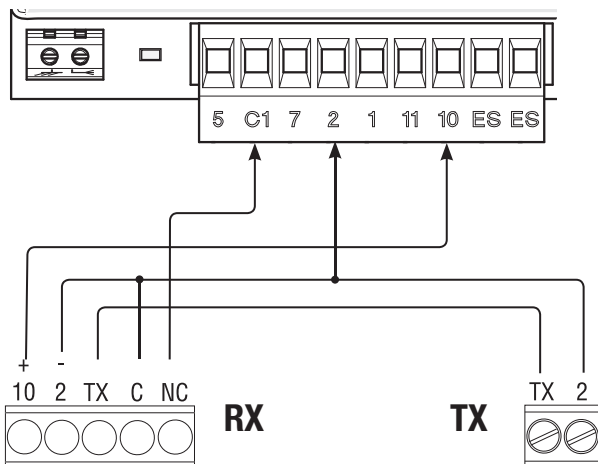 5 C1 7 2 1 11 10 ES ES
+ -
10 2 TX C NC
RX
TX
TX 2